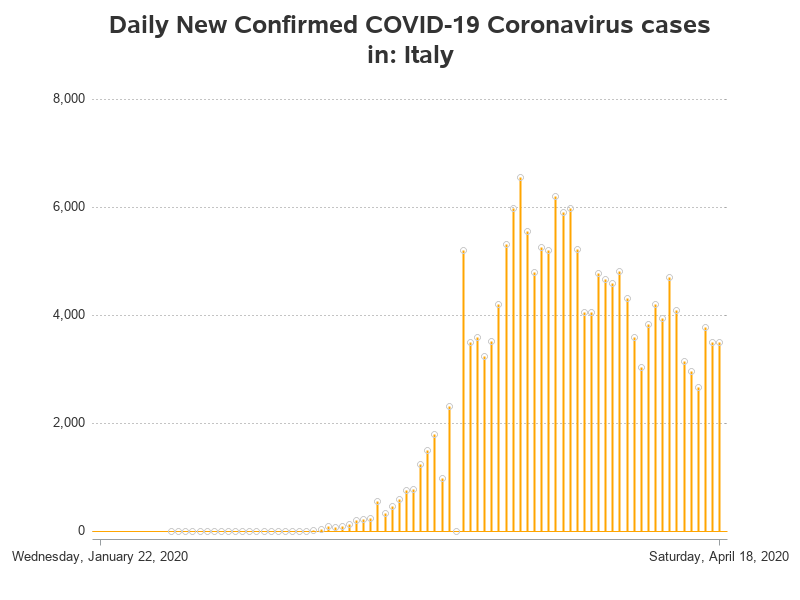 Daily New Confirmed COVID-19 Coronavirus cases
in: Italy
8,000
6,000
4,000
2,000
0
Wednesday, January 22, 2020
Saturday, April 18, 2020